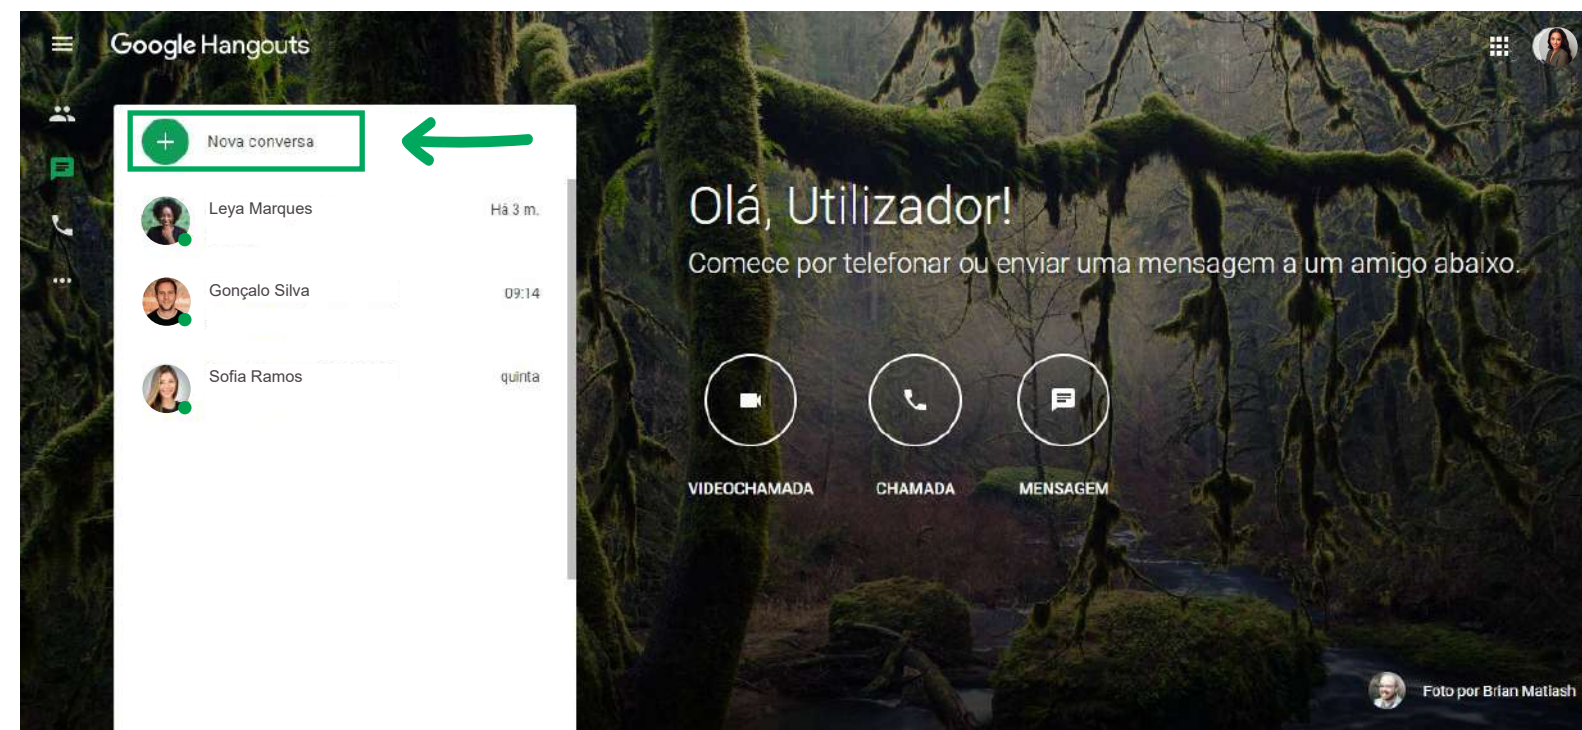 Google Hangouts
Nova conversa
Leya Marques
Há 3 m.
Gonçalo Silva
09:14
Sofia Ramos
quinta
Olá, Utilizador!
Comece por telefonar ou enviar uma mensagem a um amigo abaixo.
VIDEOCHAMADA
CHAMADA
MENSAGEM
Foto por Brian Matiash